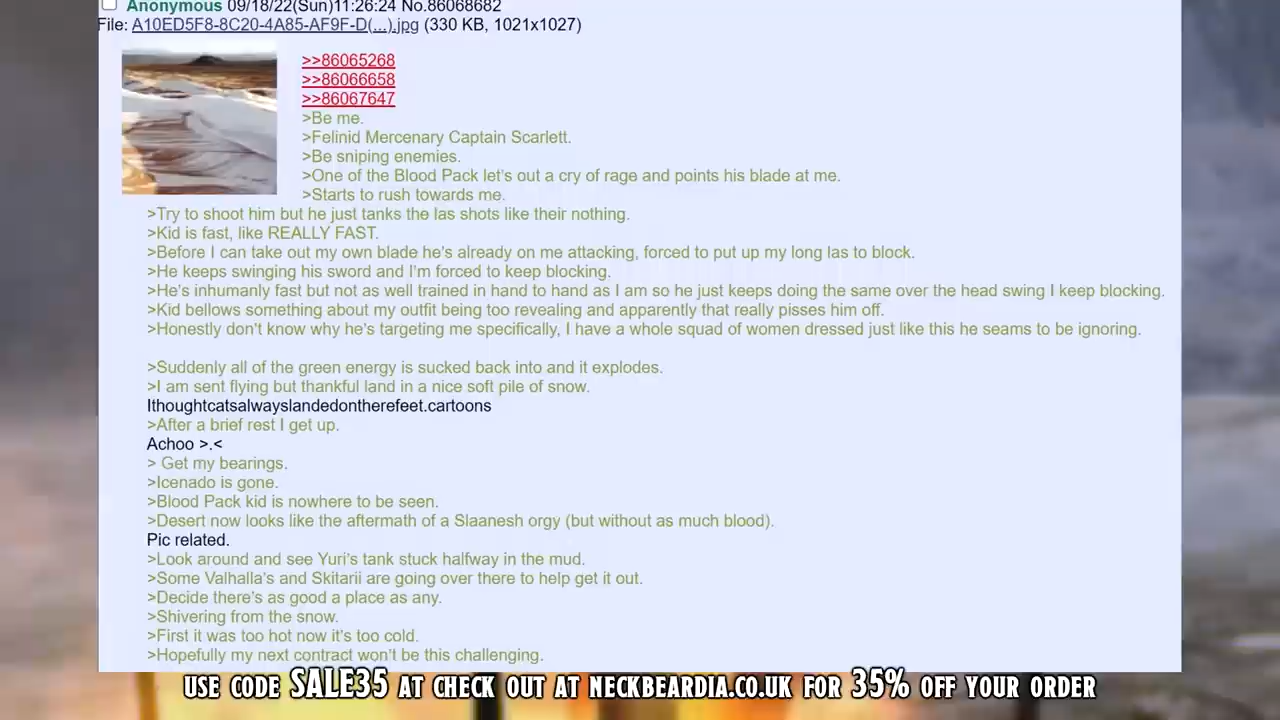 Anonymous 09/18/22(Sun)11:26:24 No.86068682
File: A10ED5F8-8C20-4A85-AF9F-D(...).jpg (330 KB, 1021x1027)
>>86065268
>>86066658
>>86067647
>Be me.
>Felinid Mercenary Captain Scarlett.
>Be sniping enemies.
>One of the Blood Pack let's out a cry of rage and points his blade at me.
>Starts to rush towards me.
>Try to shoot him but he just tanks the las shots like their nothing.
>Kid is fast, like REALLY FAST.
>Before I can take out my own blade he's already on me attacking, forced to put up my long las to block.
>He keeps swinging his sword and I'm forced to keep blocking.
>He's inhumanly fast but not as well trained in hand to hand as I am so he just keeps doing the same over the head swing I keep blocking.
>Kid bellows something about my outfit being too revealing and apparently that really pisses him off.
>Honestly don't know why he's targeting me specifically, I have a whole squad of women dressed just like this he seams to be ignoring.
>Suddenly all of the green energy is sucked back into and it explodes.
>I am sent flying but thankful land in a nice soft pile of snow.
Ithoughtcatsalwayslandedontherefeet.cartoons
>After a brief rest I get up.
Achoo >.<
> Get my bearings.
>Icenado is gone.
>Blood Pack kid is nowhere to be seen.
>Desert now looks like the aftermath of a Slaanesh orgy (but without as much blood).
Pic related.
>Look around and see Yuri's tank stuck halfway in the mud.
>Some Valhalla's and Skitarii are going over there to help get it out.
>Decide there's as good a place as any.
>Shivering from the snow.
>First it was too hot now it's too cold.
>Hopefully my next contract won't be this challenging.
USE CODE SALE35 AT CHECK OUT AT NECKBEARDIA.CO.UK FOR 35% OFF YOUR ORDER